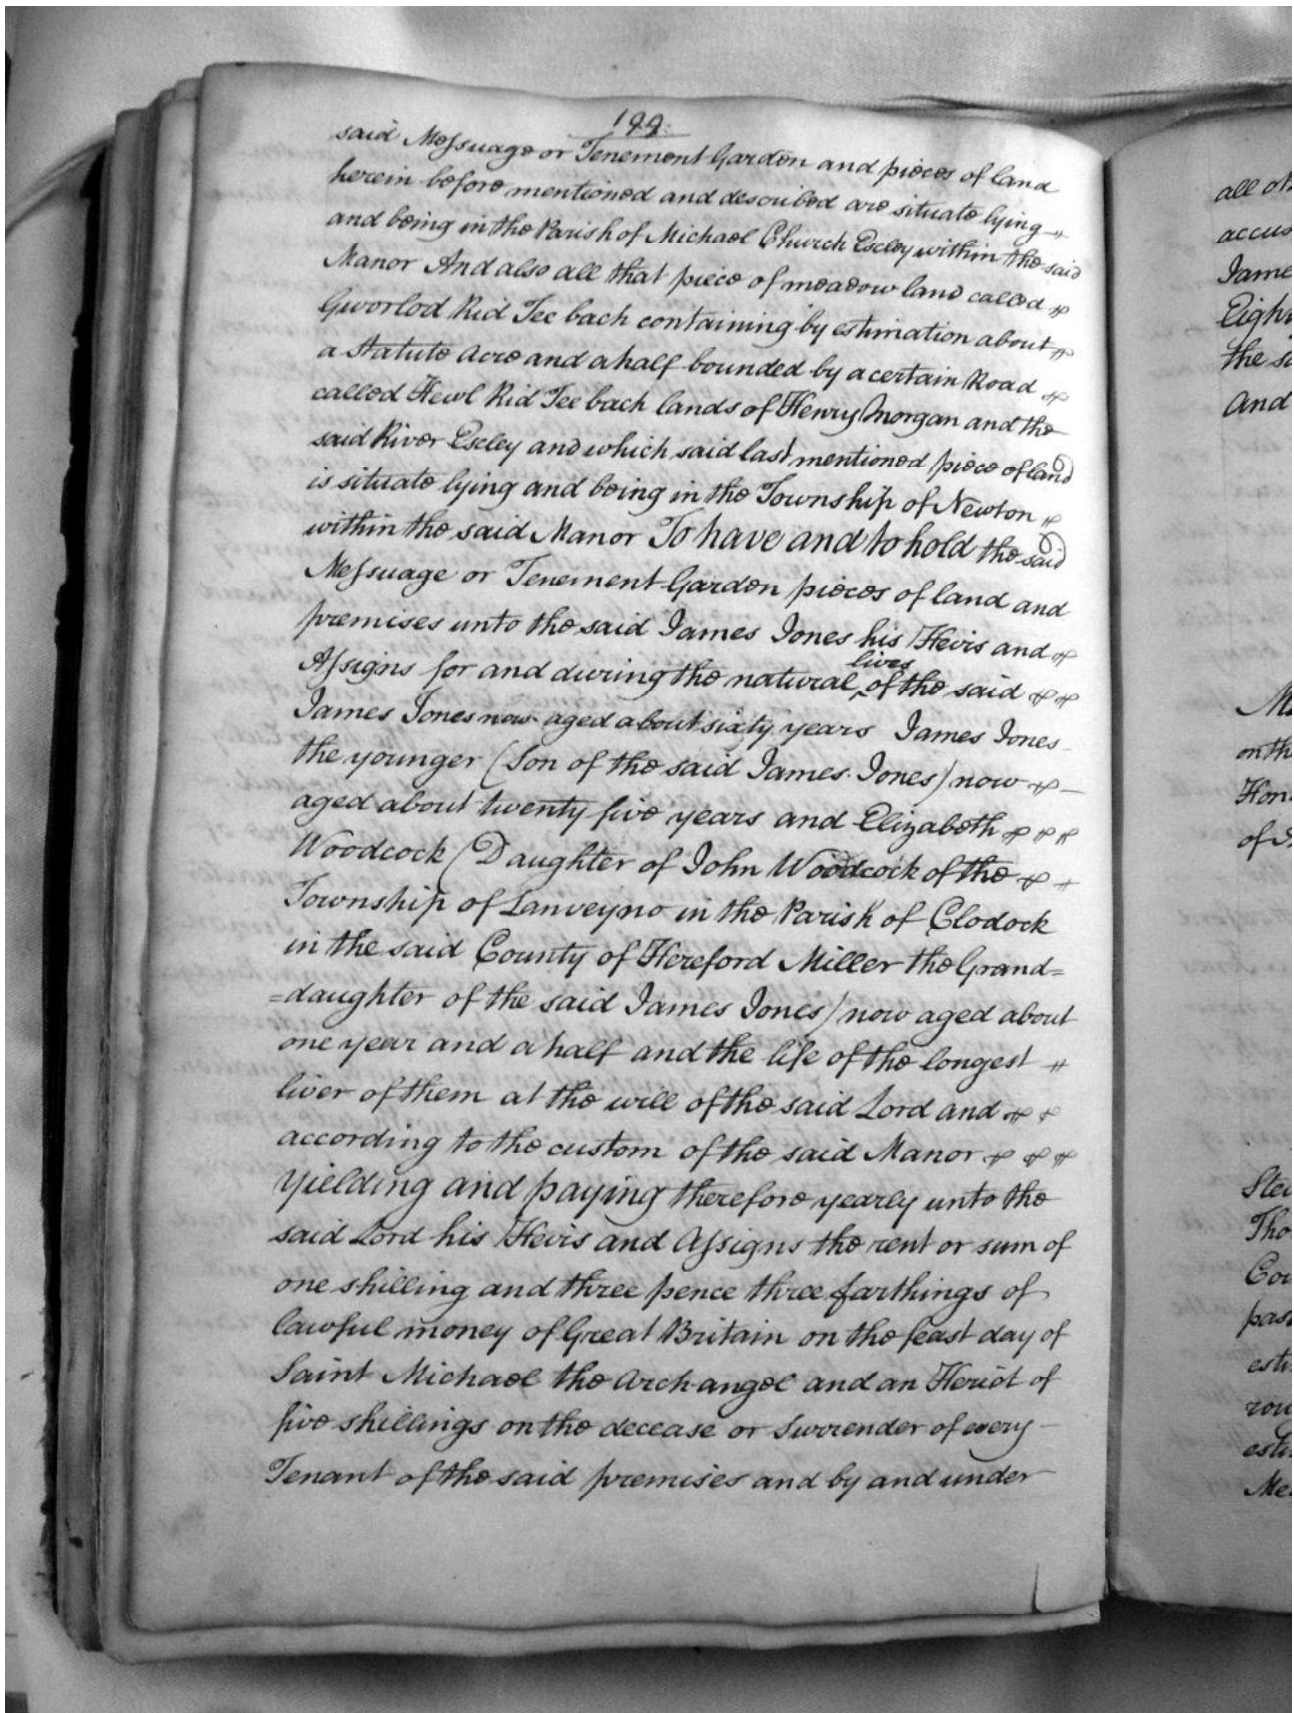 199.
said Messuage or Tenement Garden and pieces of land
herein before mentioned and described are situate lying
and being in the Parish of Michael Church Escley within the said
Manor And also all that piece of meadow land called
Gworlod Rid Tee bach containing by estimation about
a Statute Acre and a half bounded by a certain Road
called Hewl Rid Tee bach lands of Henry Morgan and the
said River Escley and which said last mentioned piece of land
is situate lying and being in the Township of Newton
within the said Manor To have and to hold the said
Messuage or Tenement Garden pieces of land and
premises unto the said James Jones his Heirs and
Assigns for and during the natural lives of the said
James Jones now aged about sixty years James Jones
the younger (Son of the said James Jones) now
aged about twenty five years and Elizabeth
Woodcock (Daughter of John Woodcock of the
Township of Lanveyno in the Parish of Clodock
in the said County of Hereford Miller the Grand=
=daughter of the said James Jones) now aged about
one year and a half and the life of the longest
liver of them at the will of the said Lord and
according to the custom of the said Manor
Yielding and paying therefore yearly unto the
said Lord his Heirs and Assigns the rent or sum of
one shilling and three pence three farthings of
lawful money of Great Britain on the feast day of
Saint Michael the Arch-angel and an Heriot of
five shillings on the decease or Surrender of every
Tenant of the said premises and by and under
all
James
the
And
on
of